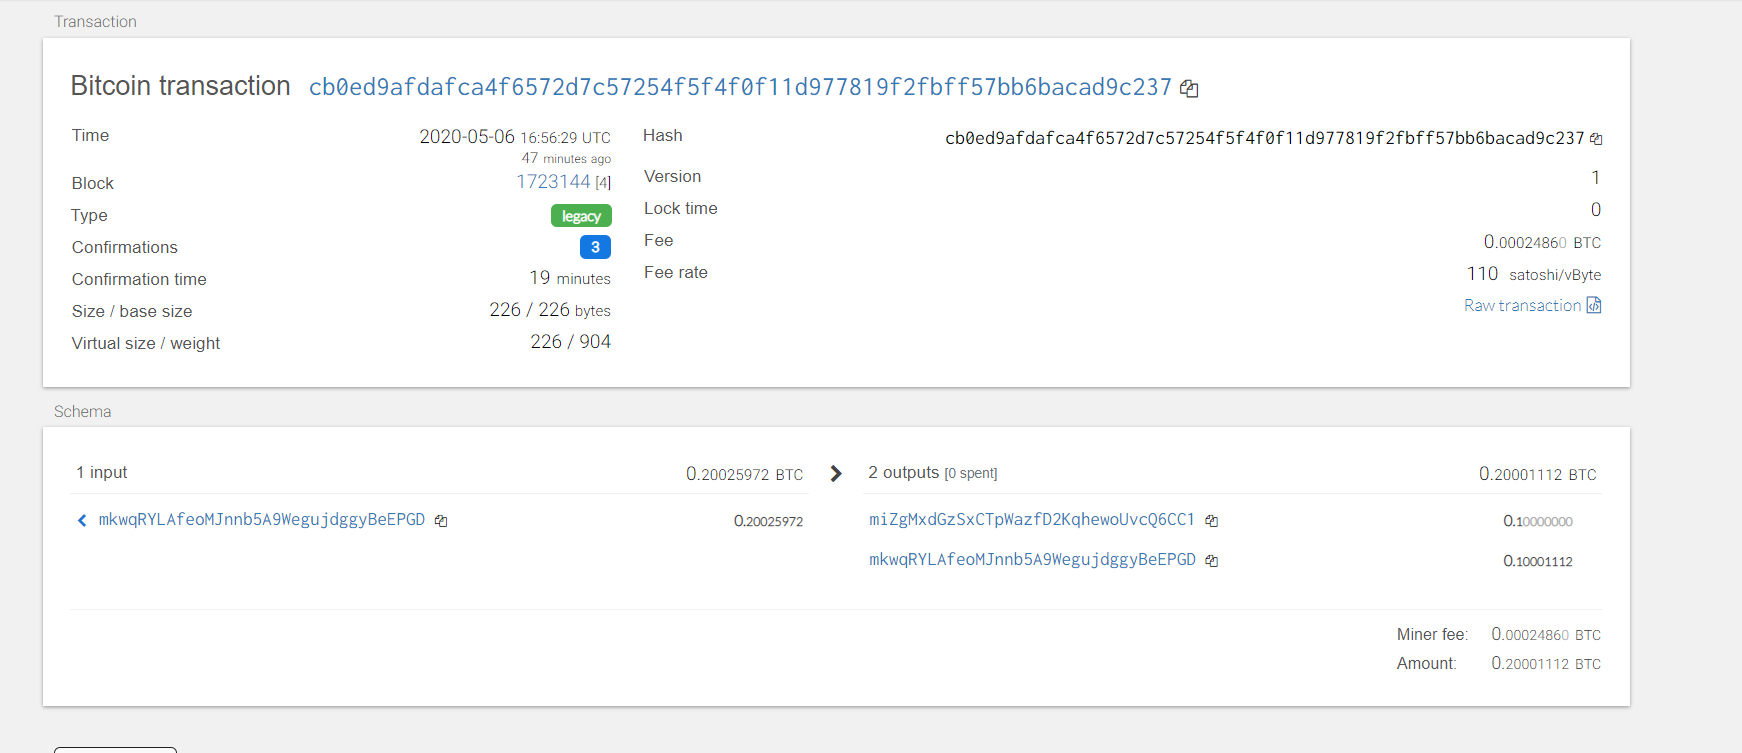 Transaction
Bitcoin transaction cb0ed9afdafca4f6572d7c57254f5f4f0f11d977819f2fbff57bb6bacad9c237
Time 2020-05-06 16:56:29 UTC
47 minutes ago
Block 1723144 [4]
Type legacy
Confirmations 3
Confirmation time 19 minutes
Size / base size 226 / 226 bytes
Virtual size / weight 226 / 904
Hash cb0ed9afdafca4f6572d7c57254f5f4f0f11d977819f2fbff57bb6bacad9c237
Version 1
Lock time 0
Fee 0.00024860 BTC
Fee rate 110 satoshi/vByte
Raw transaction
Schema
1 input 0.20025972 BTC
mkwqRYLAfeoMJnnb5A9WegujdggyBeEPGD 0.20025972
2 outputs [0 spent] 0.20001112 BTC
miZgMxdGzSxCTpWazfD2KqhewoUvcQ6CC1 0.10000000
mkwqRYLAfeoMJnnb5A9WegujdggyBeEPGD 0.10001112
Miner fee: 0.00024860 BTC
Amount: 0.20001112 BTC